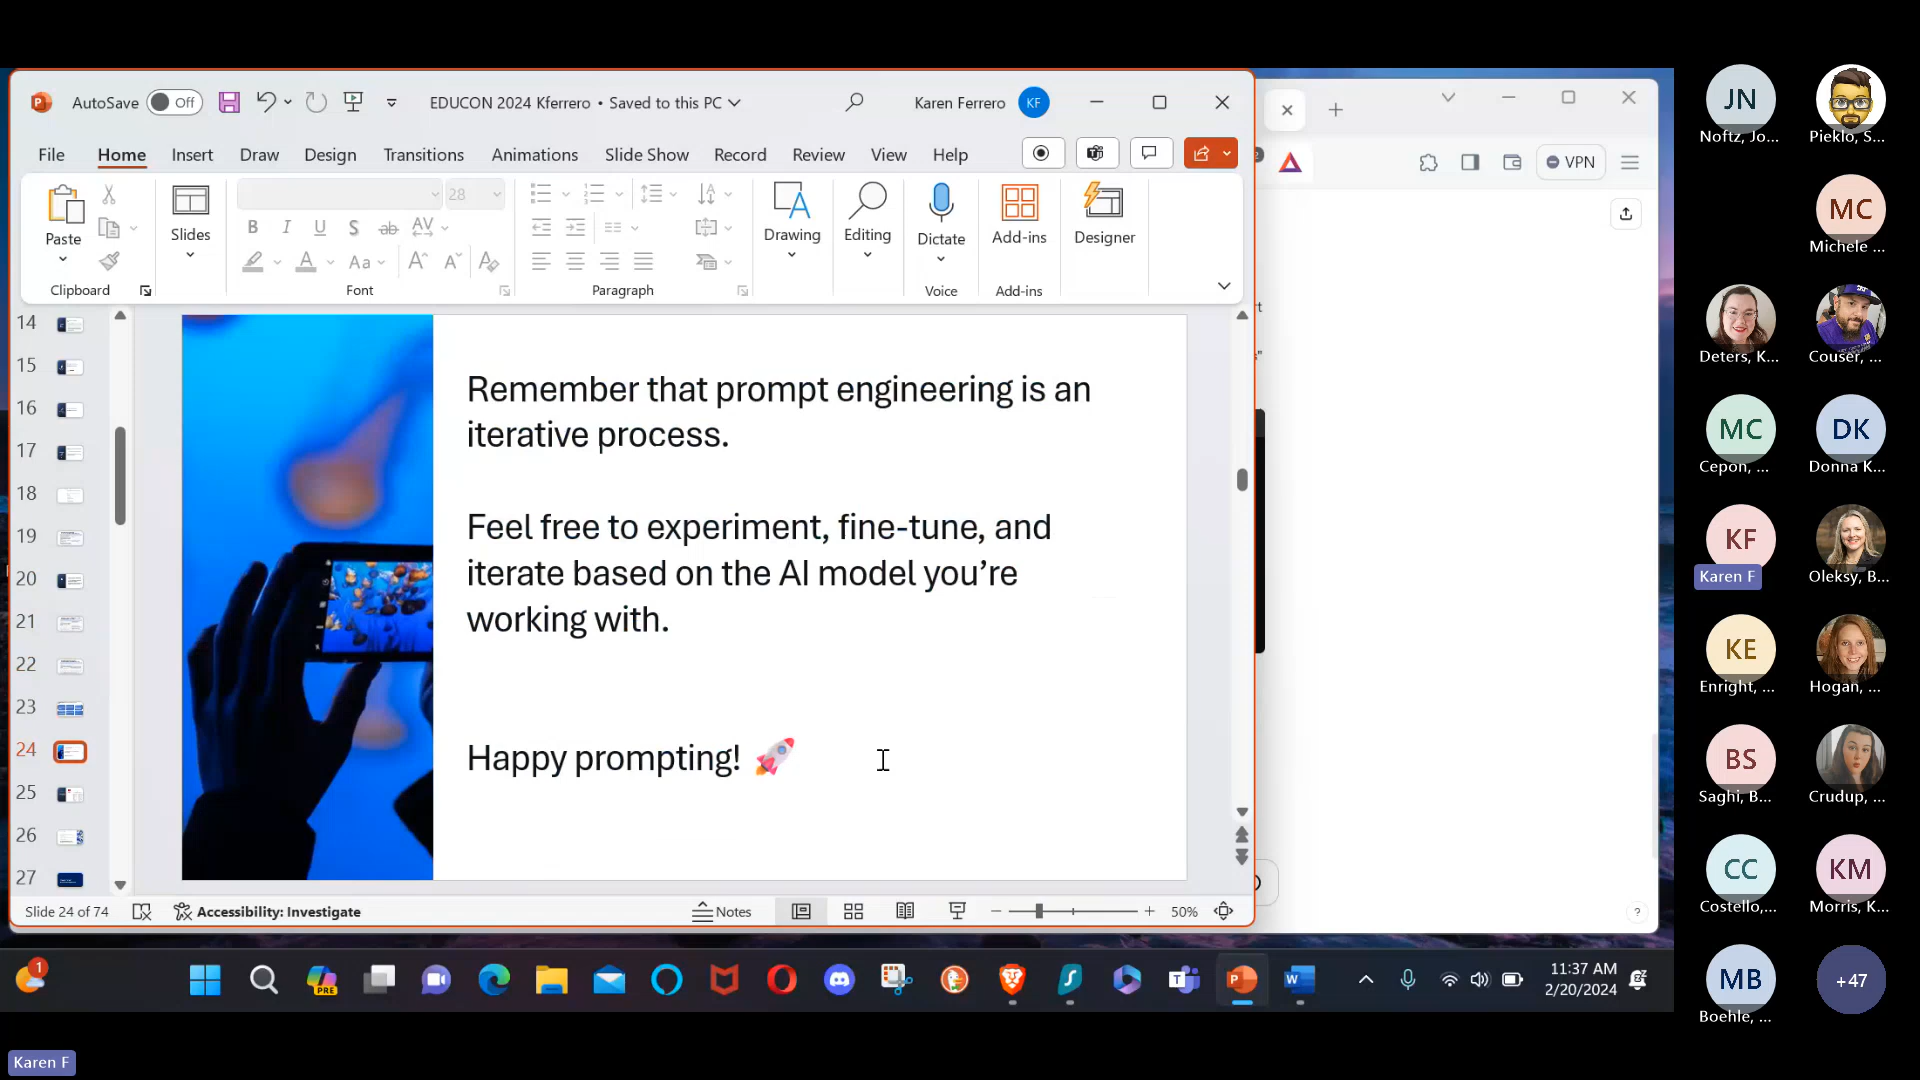 AutoSave Off
EDUCON 2024 Kferrero • Saved to this PC
Karen Ferrero KF
File Home Insert Draw Design Transitions Animations Slide Show Record Review View Help
VPN
Paste
Slides
28
B I U S ab AV
Aa A A
Drawing
Editing
Dictate
Add-ins
Designer
Clipboard
Font
Paragraph
Voice
Add-ins
14
15
16
17
18
19
20
21
22
23
24
25
26
27
Remember that prompt engineering is an
iterative process.
Feel free to experiment, fine-tune, and
iterate based on the AI model you’re
working with.
Happy prompting! 🚀
Slide 24 of 74
Accessibility: Investigate
Notes
50%
1
PRE
11:37 AM
2/20/2024
JN
Noftz, Jo...
Pieklo, S...
MC
Michele ...
Deters, K...
Couser, ...
MC
Cepon, ...
DK
Donna K...
KF
Karen F
Oleksy, B...
KE
Enright, ...
Hogan, ...
BS
Saghi, B...
Crudup, ...
CC
Costello,...
KM
Morris, K...
MB
Boehle, ...
+47
Karen F